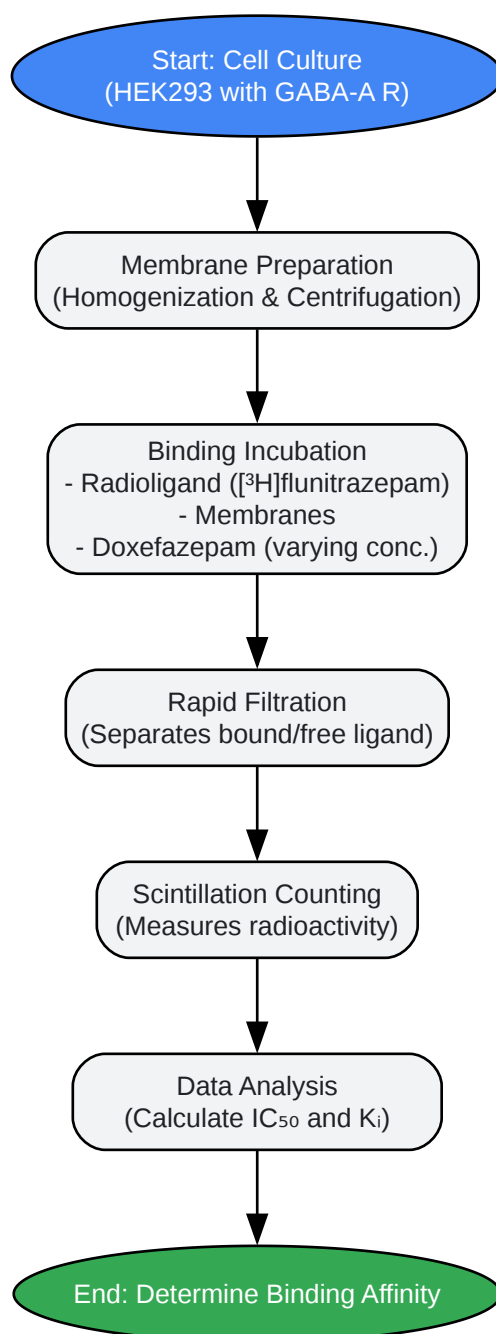 Start: Cell Culture
(HEK293 with GABA-A R)
Membrane Preparation
(Homogenization & Centrifugation)
Binding Incubation
- Radioligand ([³H]flunitrazepam)
- Membranes
- Doxefazepam (varying conc.)
Rapid Filtration
(Separates bound/free ligand)
Scintillation Counting
(Measures radioactivity)
Data Analysis
(Calculate IC₅₀ and Kᵢ)
End: Determine Binding Affinity